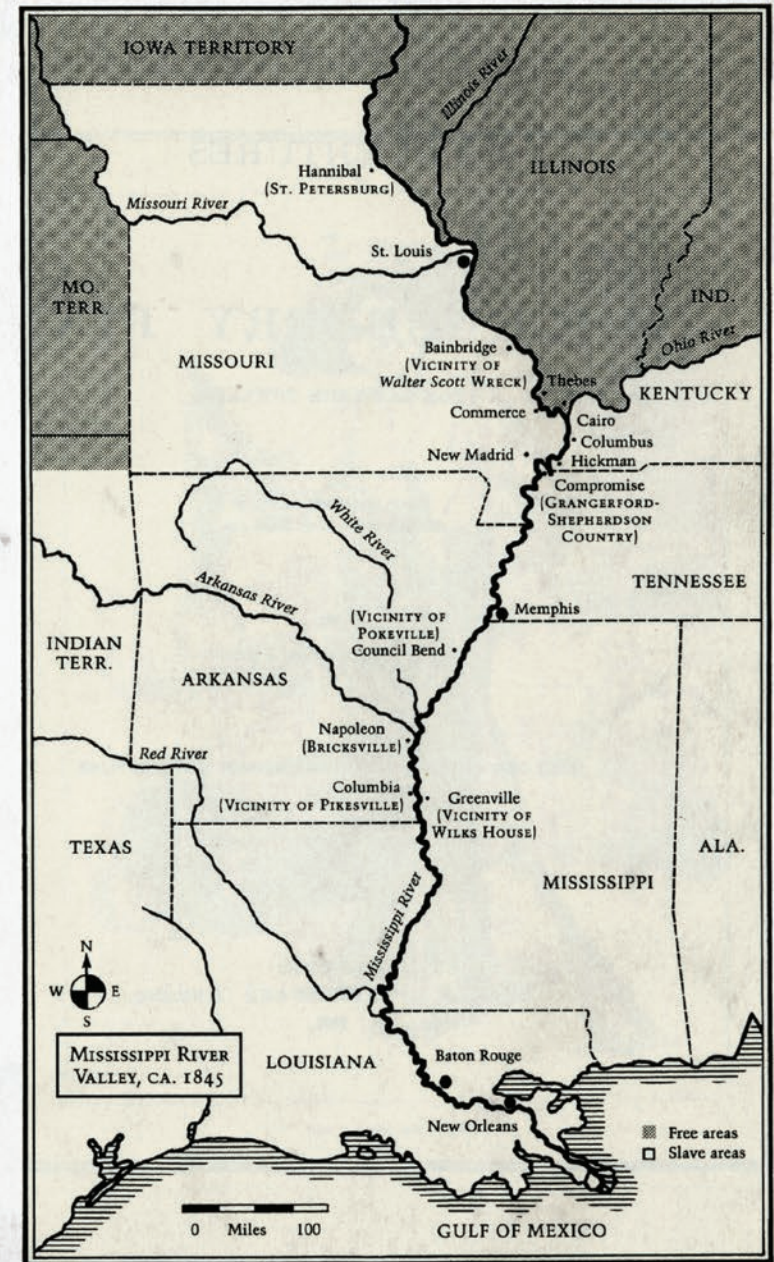 IOWA TERRITORY
Illinois River
ILLINOIS
Hannibal
(ST. PETERSBURG)
Missouri River
St. Louis
MO.
TERR.
IND.
Ohio River
MISSOURI
Bainbridge
(VICINITY OF
Walter Scott WRECK)
Thebes
KENTUCKY
Commerce
Cairo
Columbus
New Madrid
Hickman
Compromise
(GRANGERFORD-
SHEPHERDSON
COUNTRY)
White River
TENNESSEE
Arkansas River
Memphis
(VICINITY OF
POKEVILLE)
Council Bend
INDIAN
TERR.
ARKANSAS
Napoleon
(BRICKSVILLE)
Red River
Columbia
(VICINITY OF PIKESVILLE)
Greenville
(VICINITY OF
WILKS HOUSE)
TEXAS
ALA.
MISSISSIPPI
Mississippi River
N
W
E
S
MISSISSIPPI RIVER
VALLEY, CA. 1845
LOUISIANA
Baton Rouge
New Orleans
Free areas
Slave areas
0 Miles 100
GULF OF MEXICO